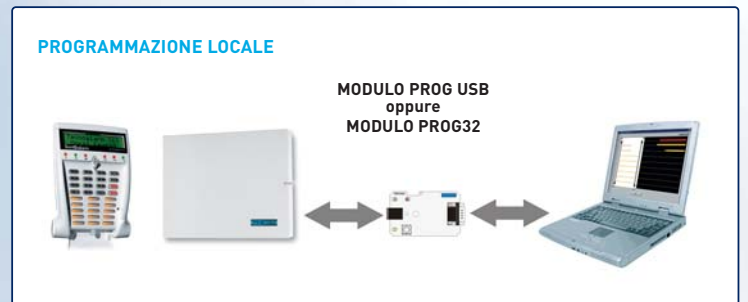 PROGRAMMAZIONE LOCALE
MODULO PROG USB
oppure
MODULO PROG32